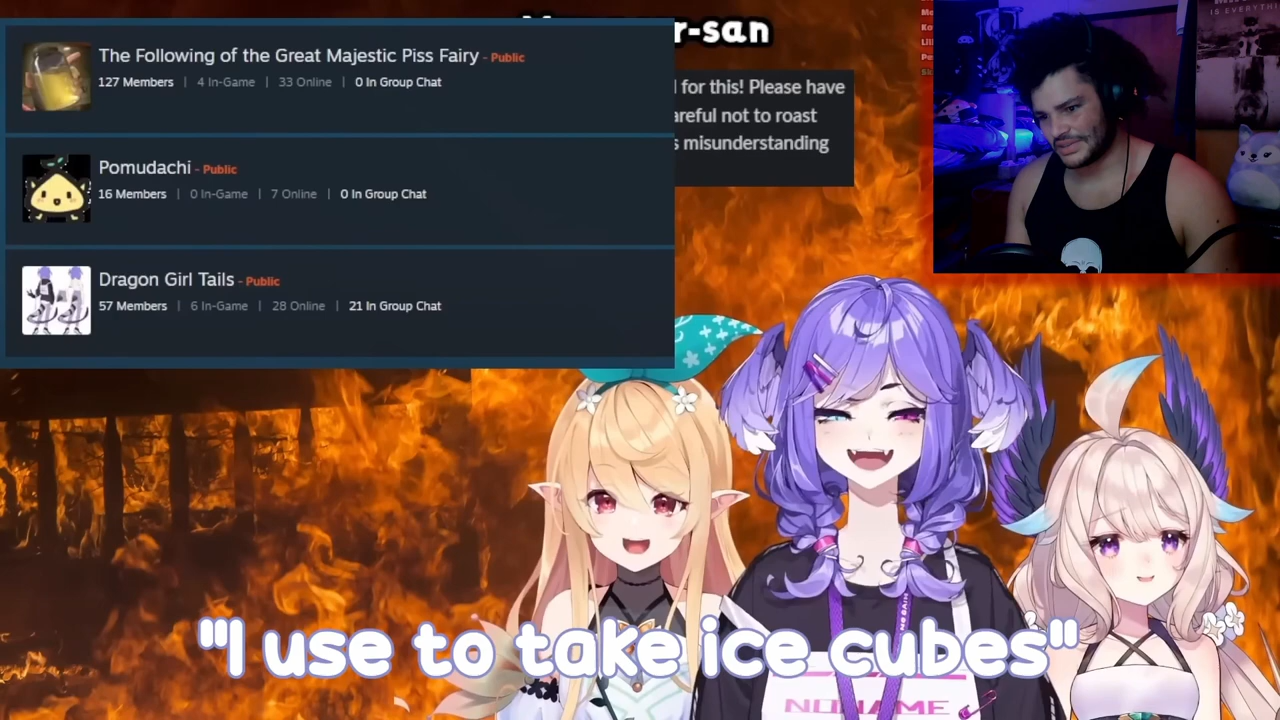 The Following of the Great Majestic Piss Fairy - Public
127 Members | 4 In-Game | 33 Online | 0 In Group Chat
Pomudachi - Public
16 Members | 0 In-Game | 7 Online | 0 In Group Chat
Dragon Girl Tails - Public
57 Members | 6 In-Game | 28 Online | 21 In Group Chat
r-san
for this! Please have
areful not to roast
s misunderstanding
IS EVERYTHI
"I use to take ice cubes"
NONAME